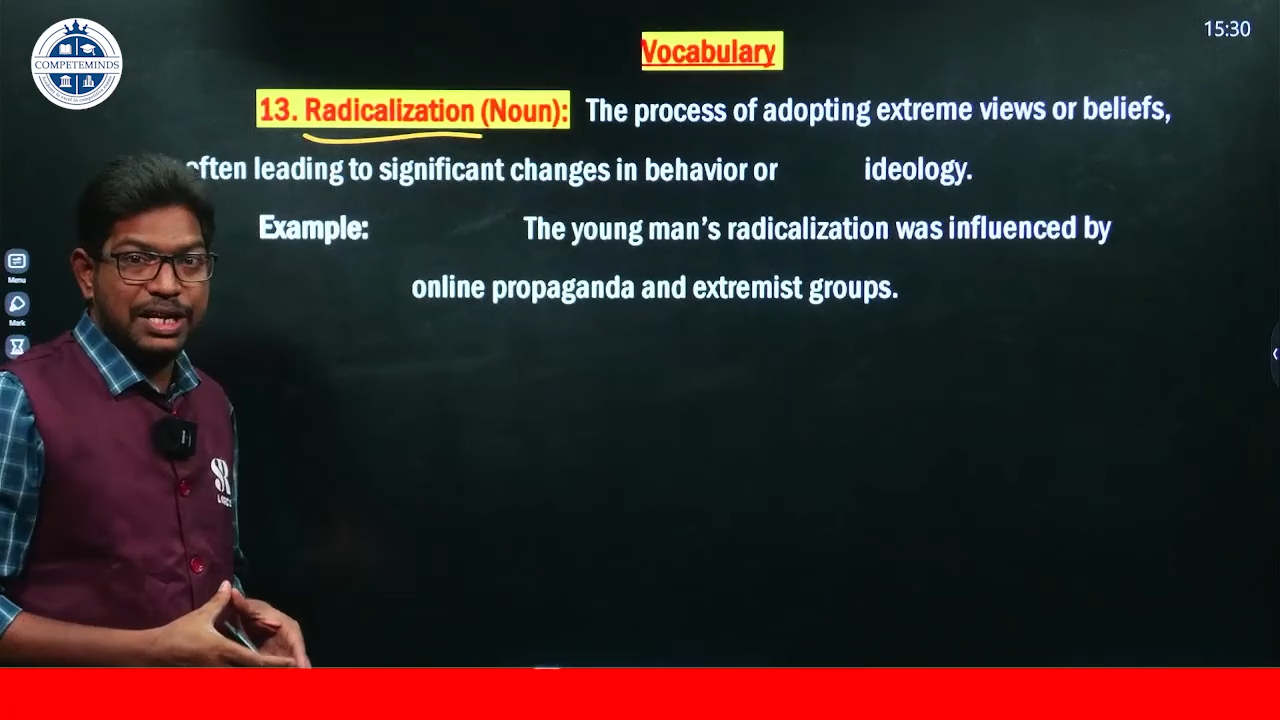 COMPETEMINDS
15:30
Vocabulary
13. Radicalization (Noun): The process of adopting extreme views or beliefs,
often leading to significant changes in behavior or ideology.
Example: The young man's radicalization was influenced by
online propaganda and extremist groups.
Menu
Mark
SR